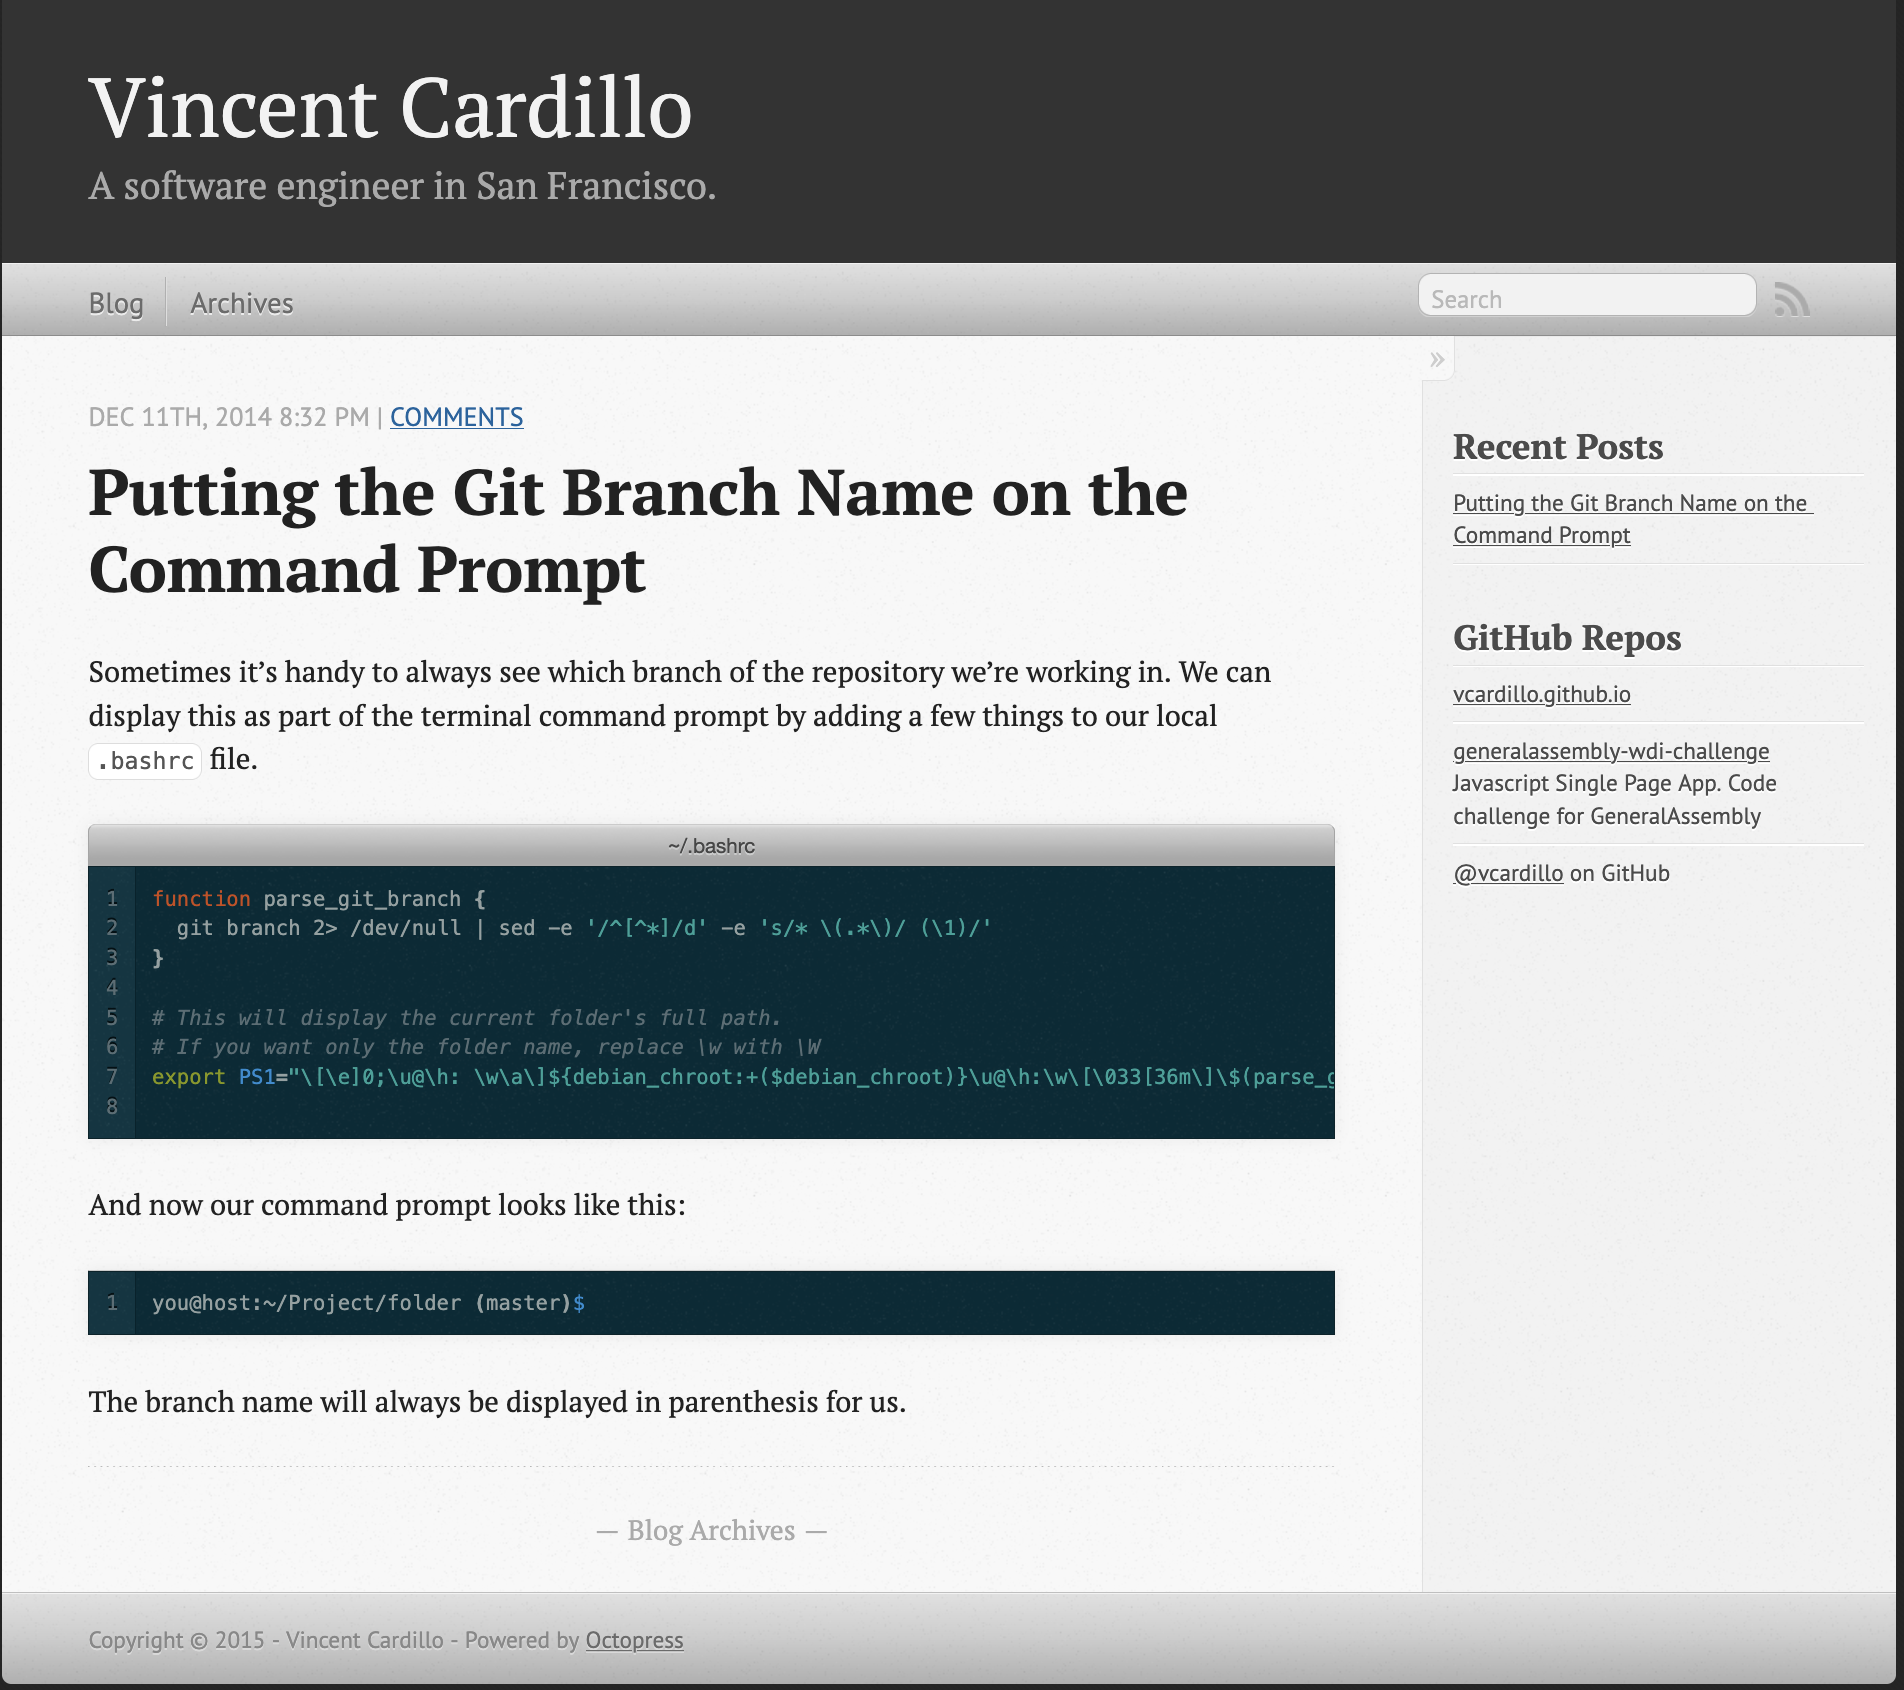 Vincent Cardillo
A software engineer in San Francisco.
Blog
Archives
Search
»
DEC 11TH, 2014 8:32 PM | COMMENTS
Putting the Git Branch Name on the
Command Prompt
Sometimes it’s handy to always see which branch of the repository we’re working in. We can
display this as part of the terminal command prompt by adding a few things to our local
.bashrc file.
~/.bashrc
1 function parse_git_branch {
2   git branch 2> /dev/null | sed -e '/^[^*]/d' -e 's/* \(.*\)/ (\1)/'
3 }
4
5 # This will display the current folder's full path.
6 # If you want only the folder name, replace \w with \W
7 export PS1="\[\e]0;\u@\h: \w\a\]${debian_chroot:+($debian_chroot)}\u@\h:\w\[\033[36m\]\$(parse_g
8
And now our command prompt looks like this:
1 you@host:~/Project/folder (master)$
The branch name will always be displayed in parenthesis for us.
— Blog Archives —
Recent Posts
Putting the Git Branch Name on the
Command Prompt
GitHub Repos
vcardillo.github.io
generalassembly-wdi-challenge
Javascript Single Page App. Code
challenge for GeneralAssembly
@vcardillo on GitHub
Copyright © 2015 - Vincent Cardillo - Powered by Octopress